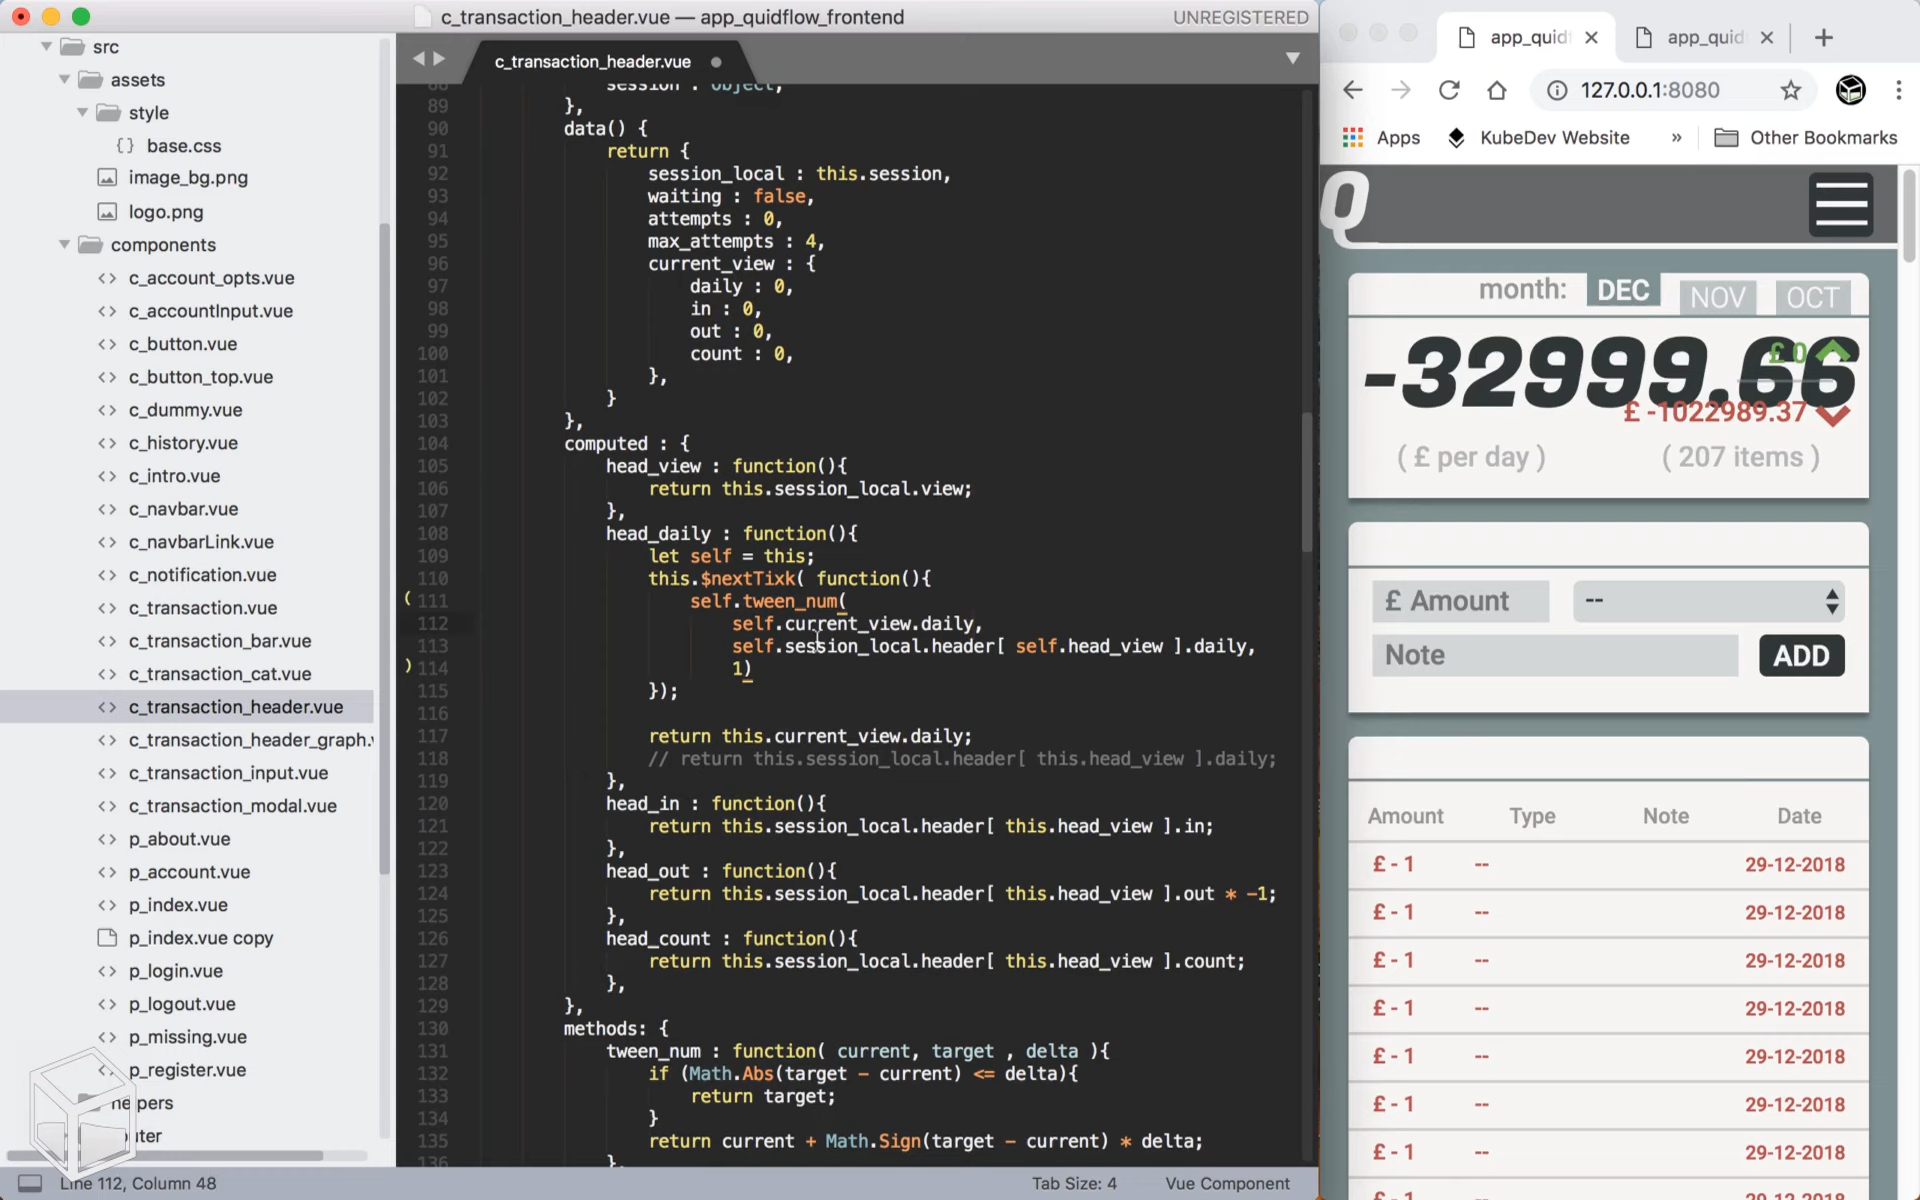 c_transaction_header.vue — app_quidflow_frontend
UNREGISTERED
src
assets
style
base.css
image_bg.png
logo.png
components
c_account_opts.vue
c_accountInput.vue
c_button.vue
c_button_top.vue
c_dummy.vue
c_history.vue
c_intro.vue
c_navbar.vue
c_navbarLink.vue
c_notification.vue
c_transaction.vue
c_transaction_bar.vue
c_transaction_cat.vue
c_transaction_header.vue
c_transaction_header_graph.v
c_transaction_input.vue
c_transaction_modal.vue
p_about.vue
p_account.vue
p_index.vue
p_index.vue copy
p_login.vue
p_logout.vue
p_missing.vue
p_register.vue
helpers
uter
c_transaction_header.vue
88 session : Object,
89 },
90 data() {
91 return {
92 session_local : this.session,
93 waiting : false,
94 attempts : 0,
95 max_attempts : 4,
96 current_view : {
97 daily : 0,
98 in : 0,
99 out : 0,
100 count : 0,
101 },
102 }
103 },
104 computed : {
105 head_view : function(){
106 return this.session_local.view;
107 },
108 head_daily : function(){
109 let self = this;
110 this.$nextTixk( function(){
111 self.tween_num(
112 self.current_view.daily,
113 self.session_local.header[ self.head_view ].daily,
114 1)
115 });
116
117 return this.current_view.daily;
118 // return this.session_local.header[ this.head_view ].daily;
119 },
120 head_in : function(){
121 return this.session_local.header[ this.head_view ].in;
122 },
123 head_out : function(){
124 return this.session_local.header[ this.head_view ].out * -1;
125 },
126 head_count : function(){
127 return this.session_local.header[ this.head_view ].count;
128 },
129 },
130 methods: {
131 tween_num : function( current, target , delta ){
132 if (Math.Abs(target - current) <= delta){
133 return target;
134 }
135 return current + Math.Sign(target - current) * delta;
136 },
Line 112, Column 48
Tab Size: 4
Vue Component
app_quid
app_quid
127.0.0.1:8080
Apps
KubeDev Website
»
Other Bookmarks
Q
month: DEC NOV OCT
-32999.66
£ 0
£ -1022989.37
( £ per day )
( 207 items )
£ Amount
--
Note
ADD
Amount Type Note Date
£ - 1 -- 29-12-2018
£ - 1 -- 29-12-2018
£ - 1 -- 29-12-2018
£ - 1 -- 29-12-2018
£ - 1 -- 29-12-2018
£ - 1 -- 29-12-2018
£ - 1 -- 29-12-2018